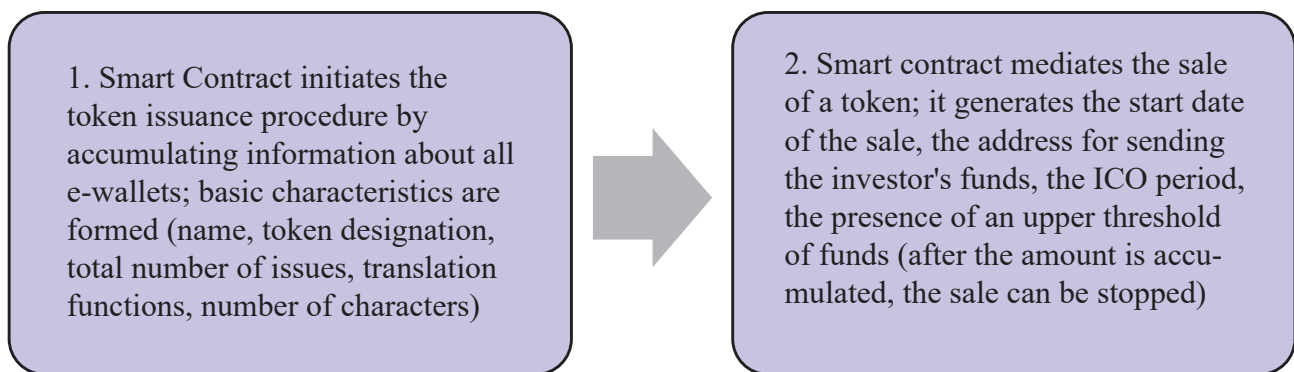 1. Smart Contract initiates the
token issuance procedure by
accumulating information about all
e-wallets; basic characteristics are
formed (name, token designation,
total number of issues, translation
functions, number of characters)
2. Smart contract mediates the sale
of a token; it generates the start date
of the sale, the address for sending
the investor's funds, the ICO period,
the presence of an upper threshold
of funds (after the amount is accu-
mulated, the sale can be stopped)